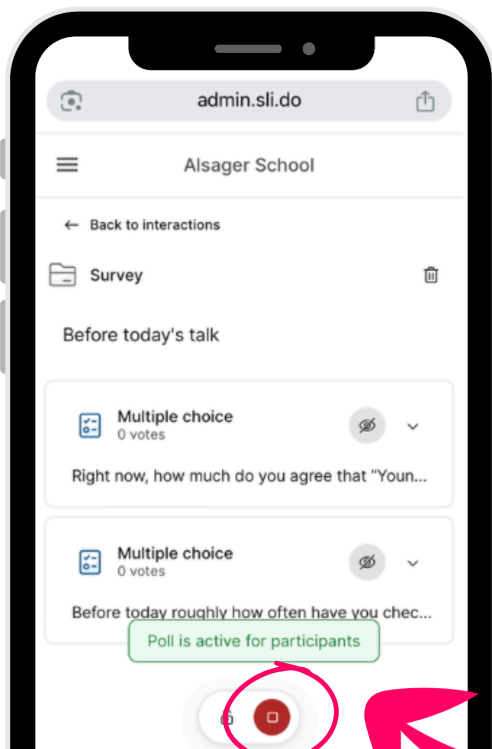 admin.sli.do
Alsager School
← Back to interactions
Survey
Before today's talk
Multiple choice
0 votes
Right now, how much do you agree that "Youn...
Multiple choice
0 votes
Before today roughly how often have you chec...
Poll is active for participants